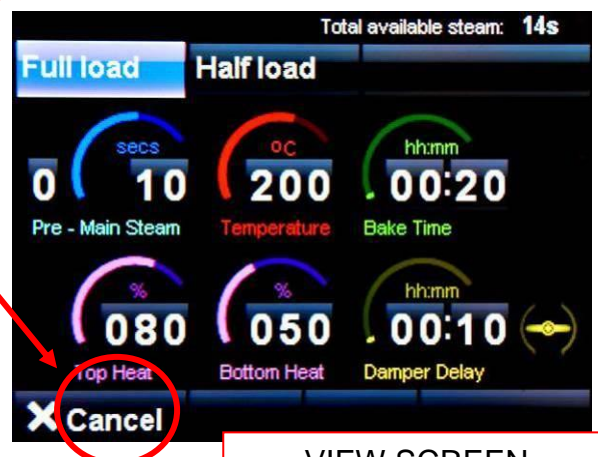 Total available steam: 14s
Full load Half load
secs °C hh:mm
0 10 200 00:20
Pre - Main Steam Temperature Bake Time
% % hh:mm
080 050 00:10
Top Heat Bottom Heat Damper Delay
X Cancel
VIEW SCREEN